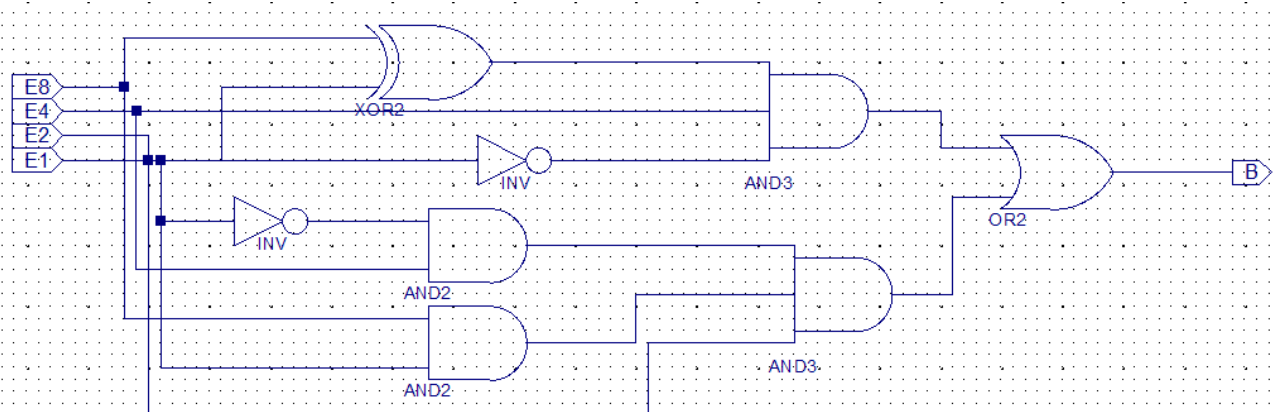 E8
E4
E2
E1
XOR2
INV
AND3
B
OR2
INV
AND2
AND3
AND2